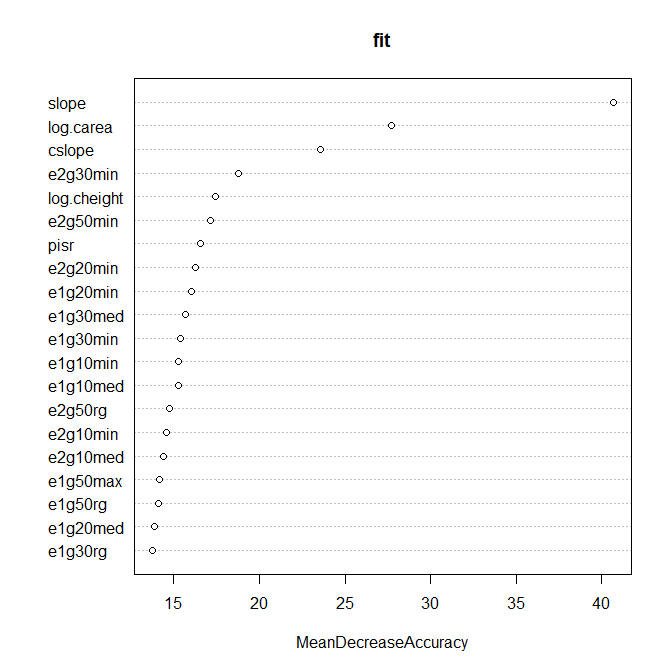 fit
slope
log.carea
cslope
e2g30min
log.cheight
e2g50min
pisr
e2g20min
e1g20min
e1g30med
e1g30min
e1g10min
e1g10med
e2g50rg
e2g10min
e2g10med
e1g50max
e1g50rg
e1g20med
e1g30rg
15 20 25 30 35 40
MeanDecreaseAccuracy